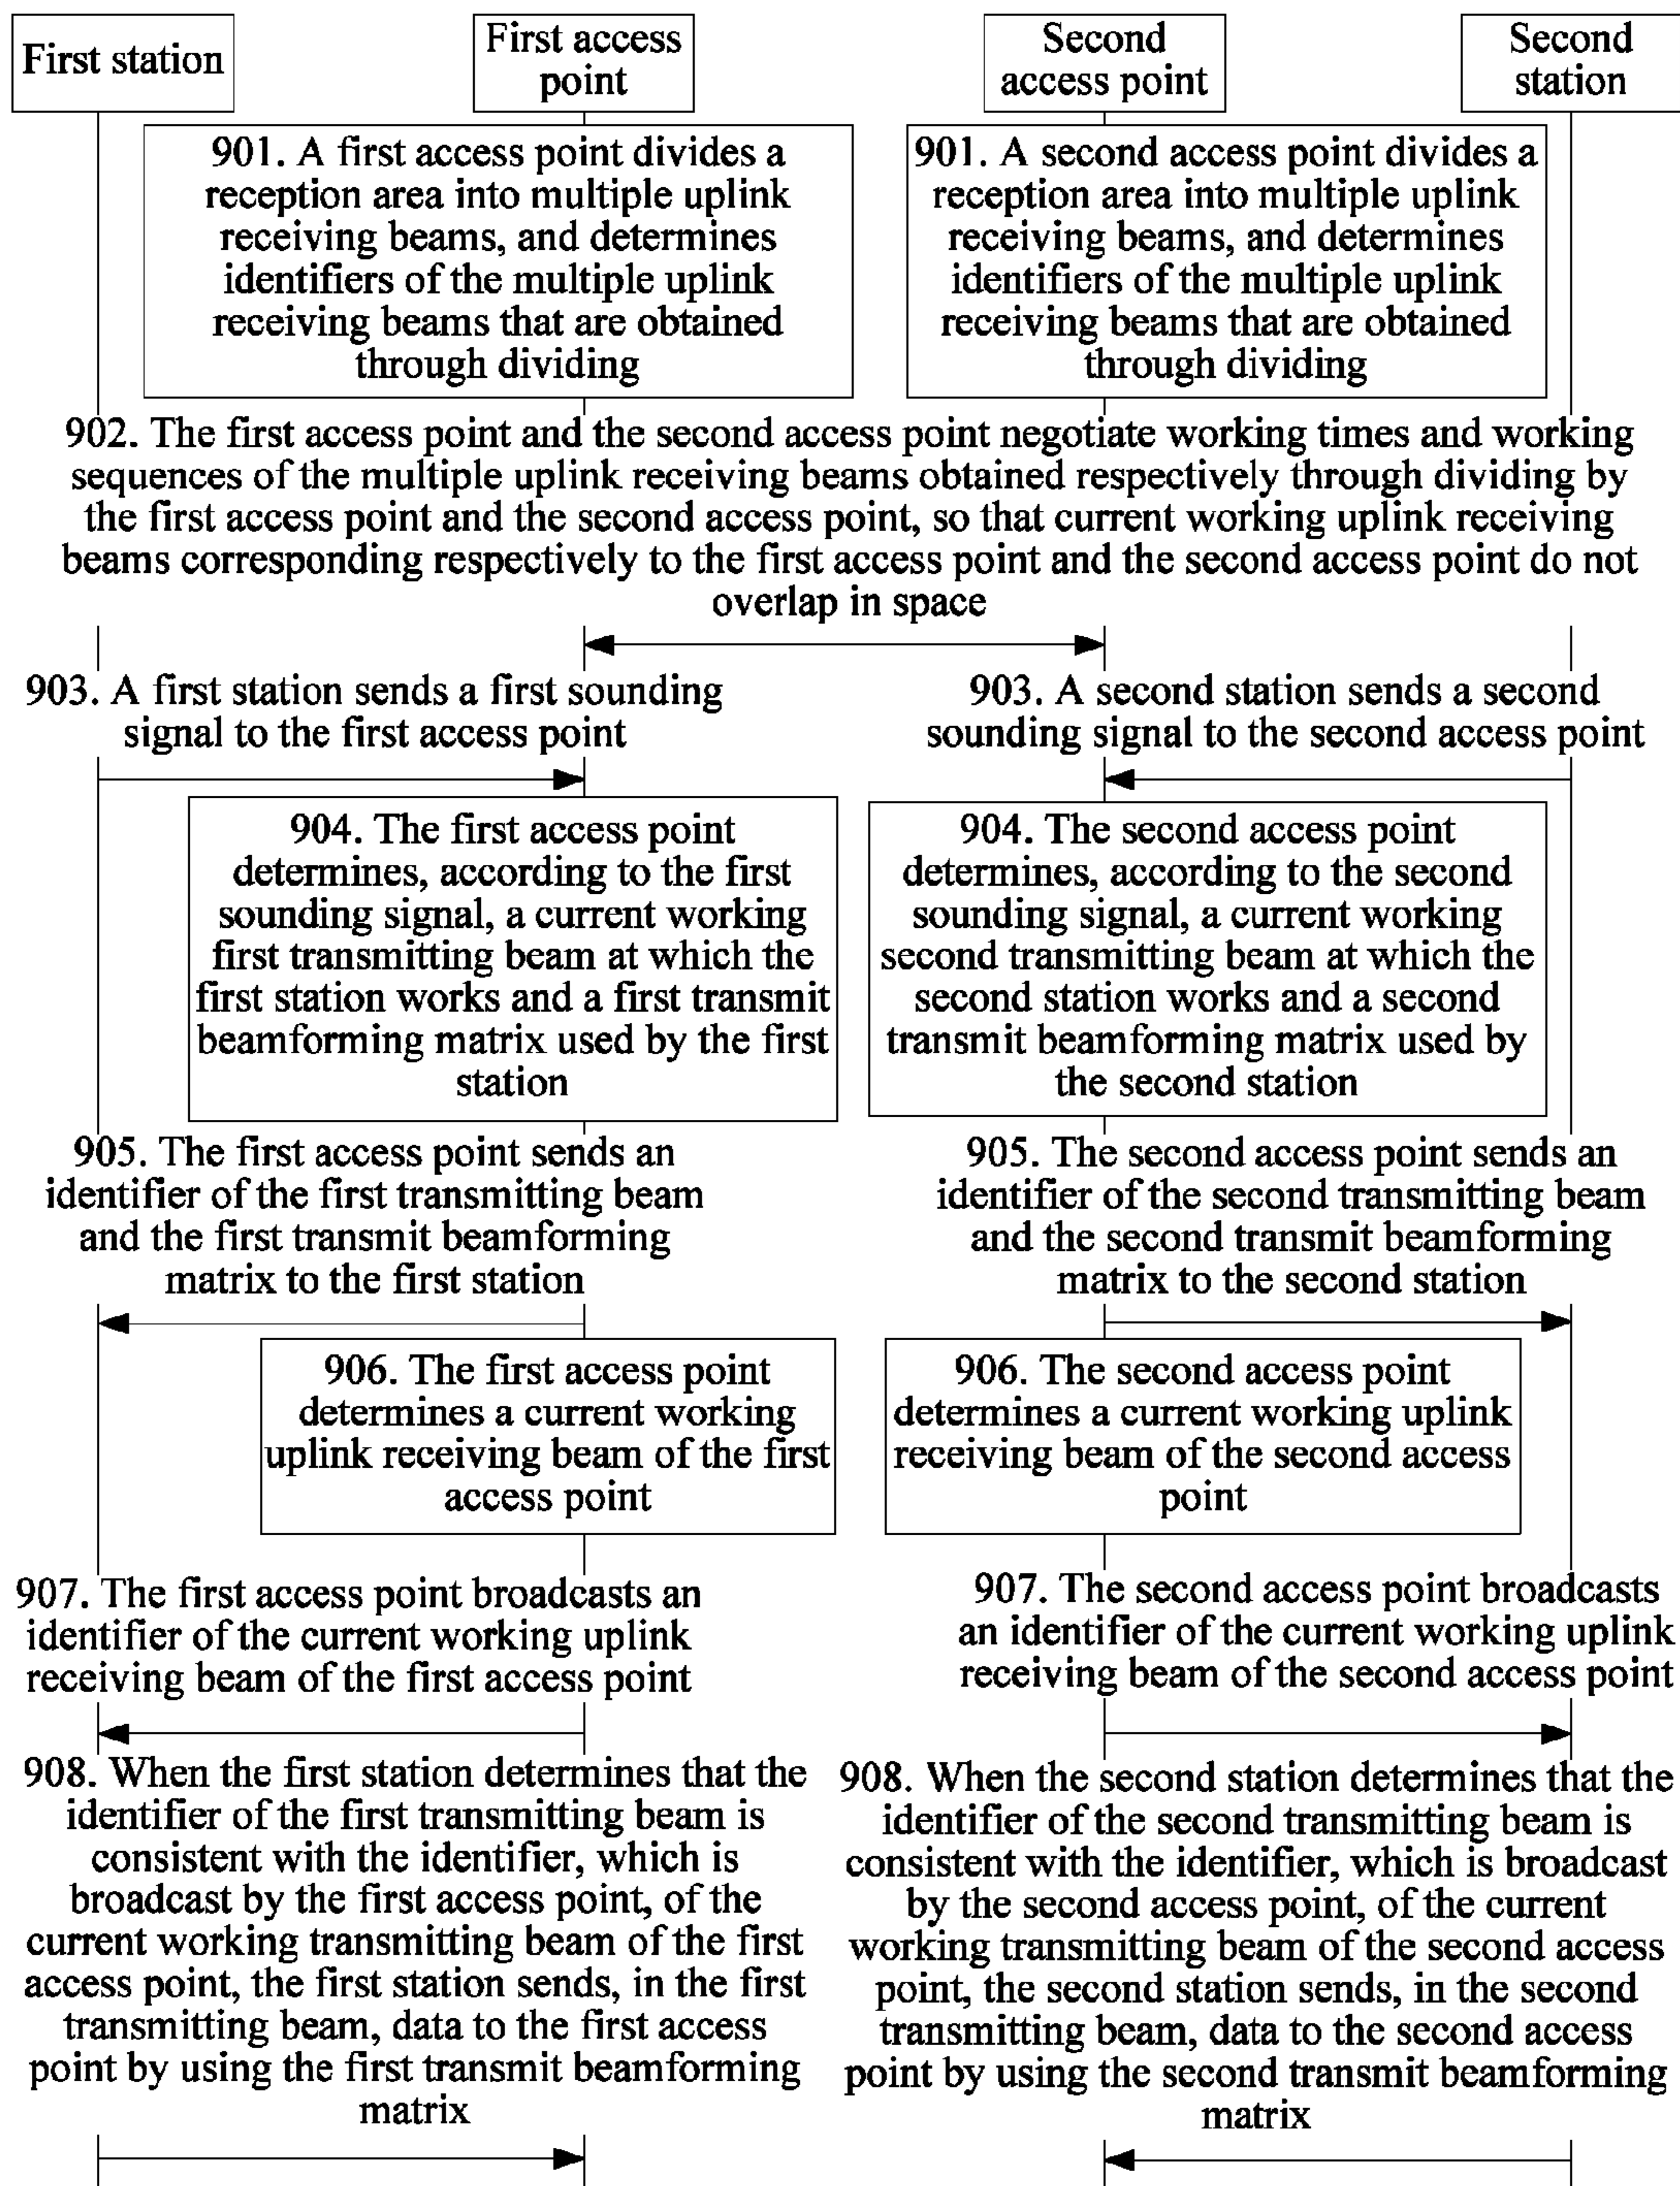 First station
First access
point
Second
access point
Second
station
901. A first access point divides a
reception area into multiple uplink
receiving beams, and determines
identifiers of the multiple uplink
receiving beams that are obtained
through dividing
901. A second access point divides a
reception area into multiple uplink
receiving beams, and determines
identifiers of the multiple uplink
receiving beams that are obtained
through dividing
902. The first access point and the second access point negotiate working times and working
sequences of the multiple uplink receiving beams obtained respectively through dividing by
the first access point and the second access point, so that current working uplink receiving
beams corresponding respectively to the first access point and the second access point do not
overlap in space
903. A first station sends a first sounding
signal to the first access point
903. A second station sends a second
sounding signal to the second access point
904. The first access point
determines, according to the first
sounding signal, a current working
first transmitting beam at which the
first station works and a first transmit
beamforming matrix used by the first
station
904. The second access point
determines, according to the second
sounding signal, a current working
second transmitting beam at which the
second station works and a second
transmit beamforming matrix used by
the second station
905. The first access point sends an
identifier of the first transmitting beam
and the first transmit beamforming
matrix to the first station
905. The second access point sends an
identifier of the second transmitting beam
and the second transmit beamforming
matrix to the second station
906. The first access point
determines a current working
uplink receiving beam of the first
access point
906. The second access point
determines a current working uplink
receiving beam of the second access
point
907. The first access point broadcasts an
identifier of the current working uplink
receiving beam of the first access point
907. The second access point broadcasts
an identifier of the current working uplink
receiving beam of the second access point
908. When the first station determines that the
identifier of the first transmitting beam is
consistent with the identifier, which is
broadcast by the first access point, of the
current working transmitting beam of the first
access point, the first station sends, in the first
transmitting beam, data to the first access
point by using the first transmit beamforming
matrix
908. When the second station determines that the
identifier of the second transmitting beam is
consistent with the identifier, which is broadcast
by the second access point, of the current
working transmitting beam of the second access
point, the second station sends, in the second
transmitting beam, data to the second access
point by using the second transmit beamforming
matrix